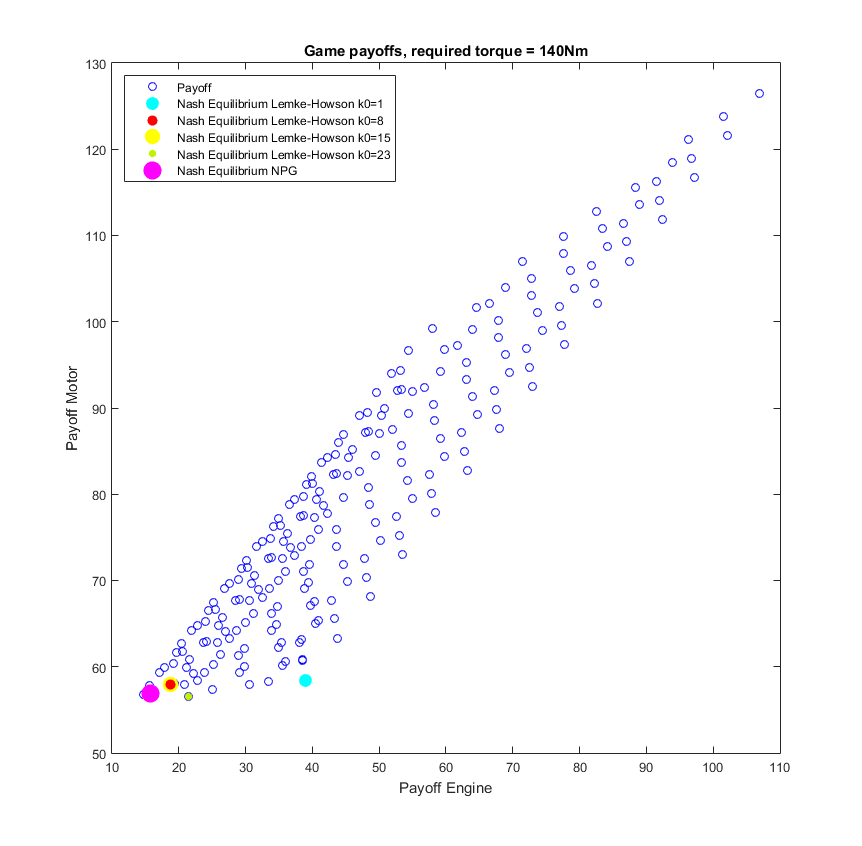 Game payoffs, required torque = 140Nm
130
120
110
100
90
80
70
60
50
Payoff Motor
Payoff
Nash Equilibrium Lemke-Howson k0=1
Nash Equilibrium Lemke-Howson k0=8
Nash Equilibrium Lemke-Howson k0=15
Nash Equilibrium Lemke-Howson k0=23
Nash Equilibrium NPG
10 20 30 40 50 60 70 80 90 100 110
Payoff Engine